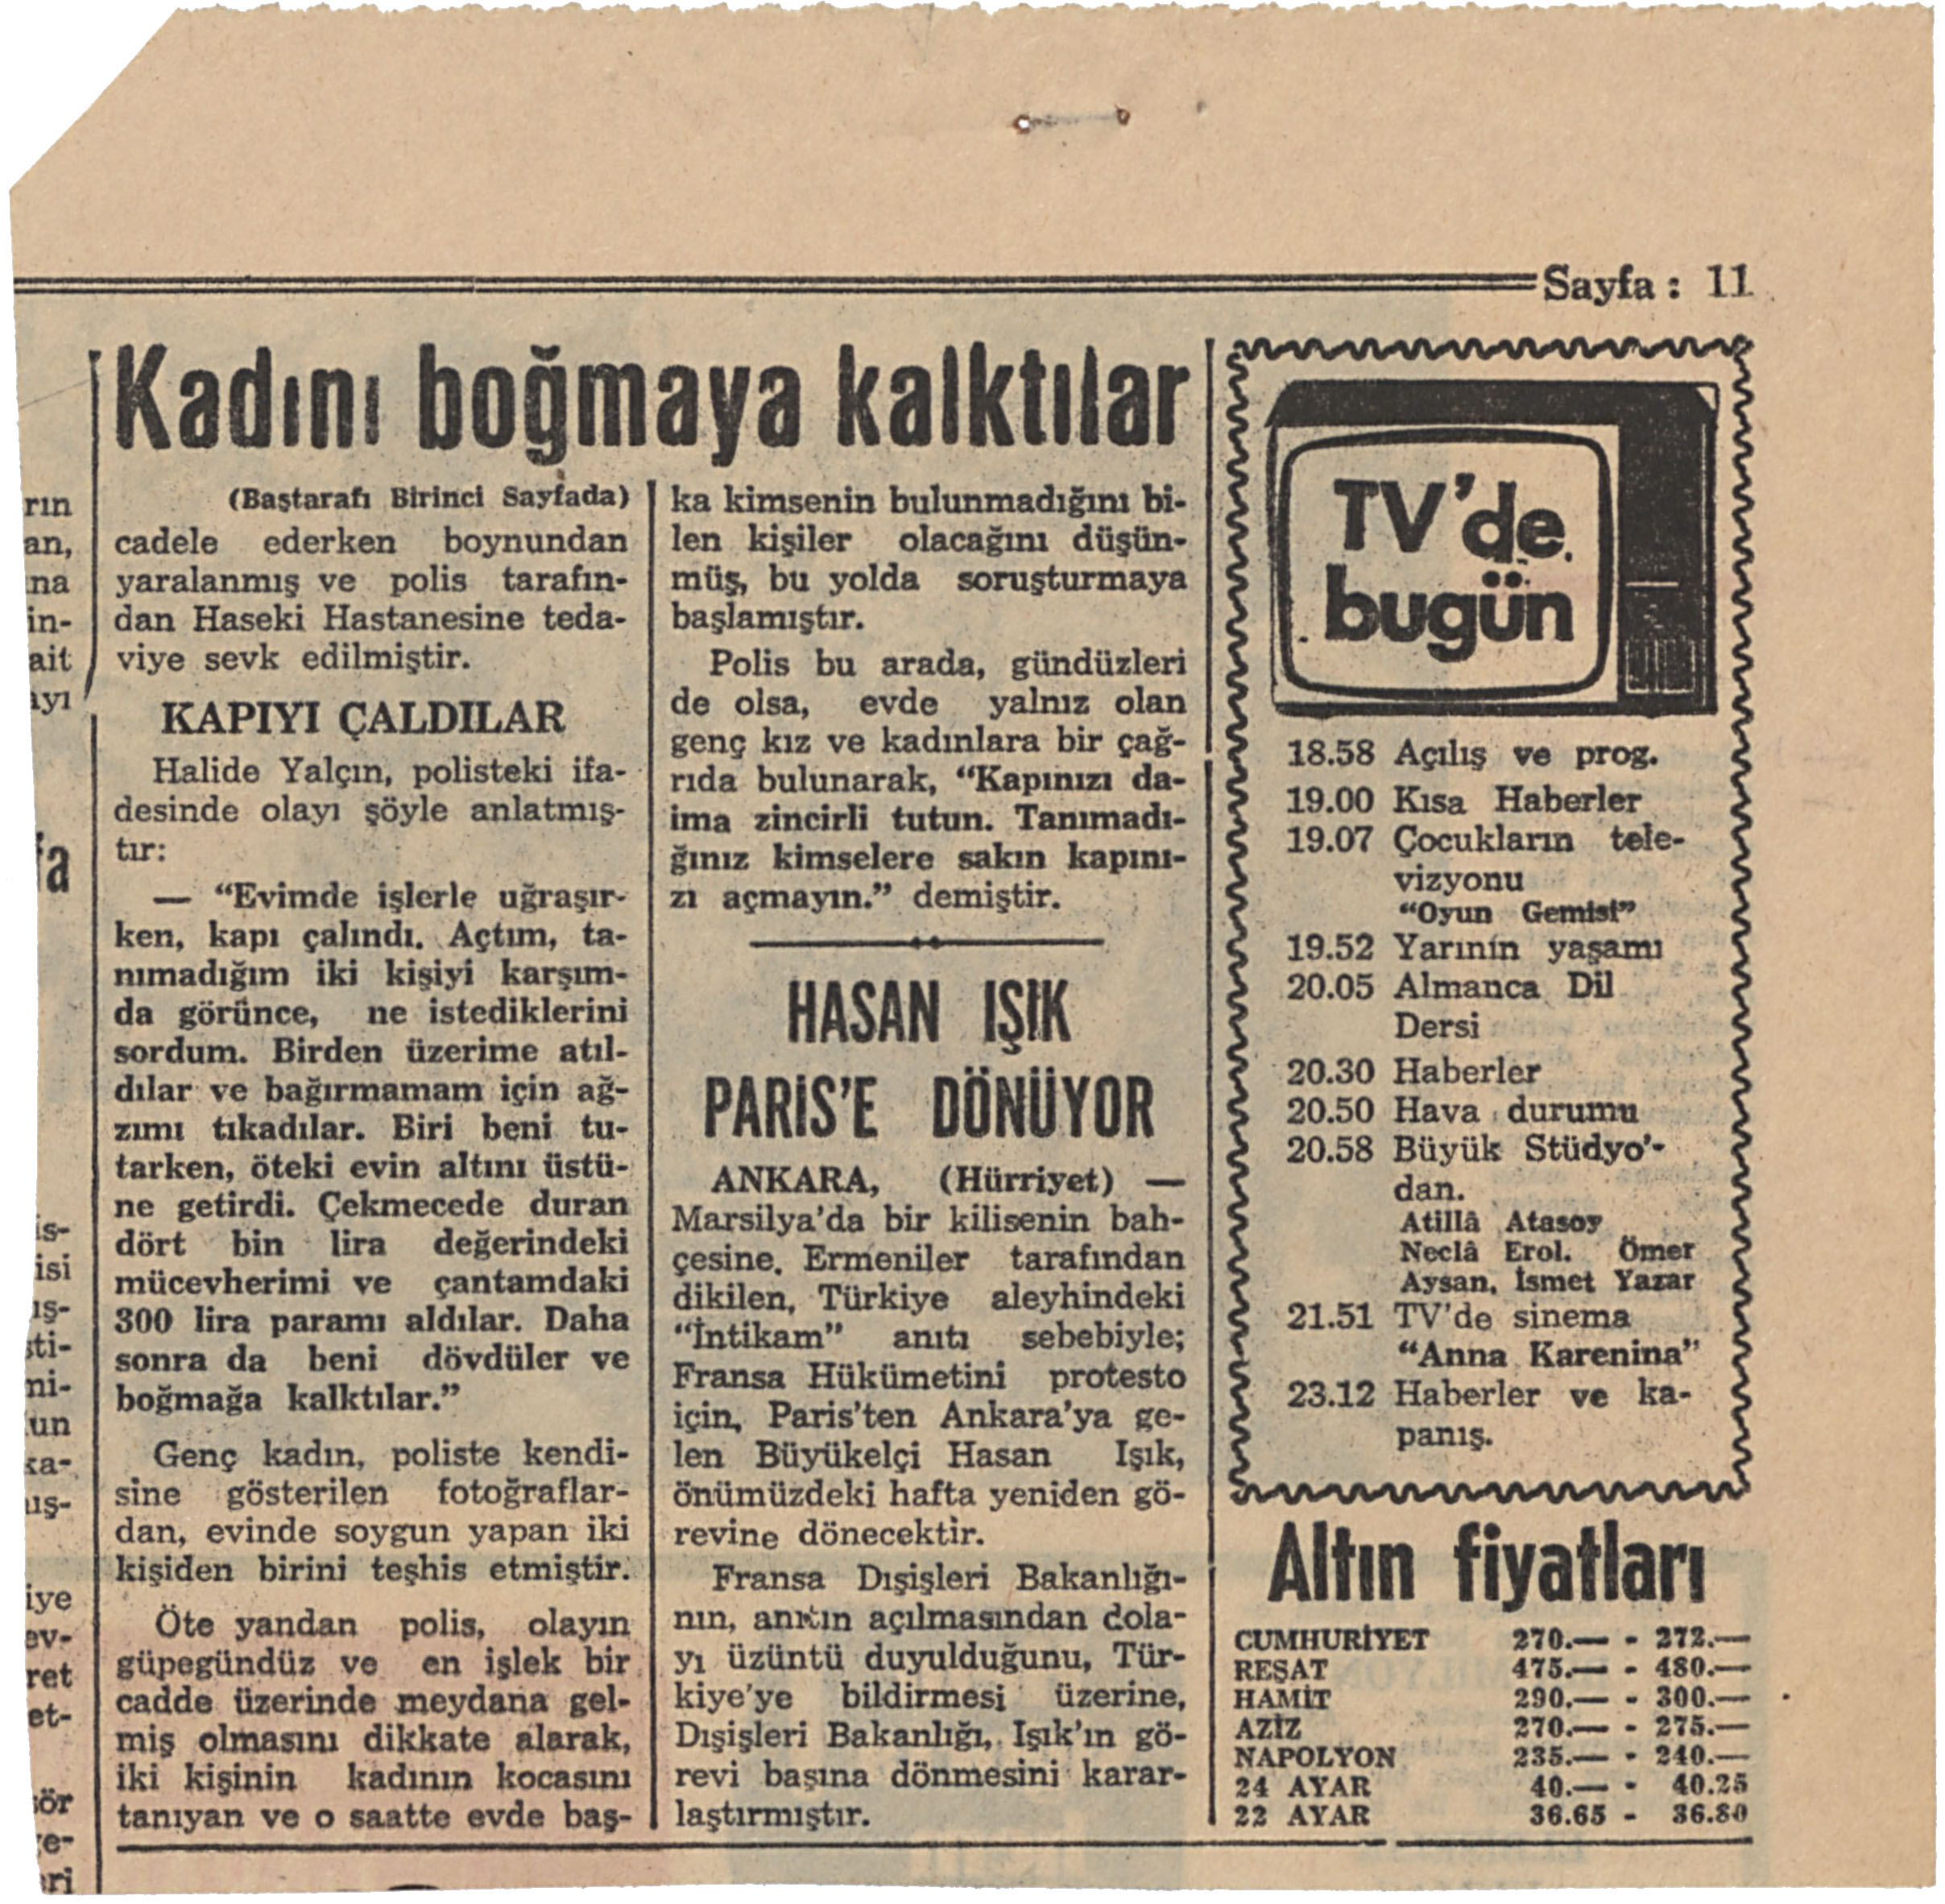 Sayfa : 11
Kadını boğmaya kalktılar
(Baştarafı Birinci Sayfada)
cadele ederken boynundan
yaralanmış ve polis tarafın-
dan Haseki Hastanesine teda-
viye sevk edilmiştir.
KAPIYI ÇALDILAR
Halide Yalçın, polisteki ifa-
desinde olayı şöyle anlatmış-
tır:
— “Evimde işlerle uğraşır-
ken, kapı çalındı. Açtım, ta-
nımadığım iki kişiyi karşım-
da görünce, ne istediklerini
sordum. Birden üzerime atıl-
dılar ve bağırmamam için ağ-
zımı tıkadılar. Biri beni tu-
tarken, öteki evin altını üstü-
ne getirdi. Çekmecede duran
dört bin lira değerindeki
mücevherimi ve çantamdaki
300 lira paramı aldılar. Daha
sonra da beni dövdüler ve
boğmağa kalktılar.”
Genç kadın, poliste kendi-
sine gösterilen fotoğraflar-
dan, evinde soygun yapan iki
kişiden birini teşhis etmiştir.
Öte yandan polis, olayın
güpegündüz ve en işlek bir
cadde üzerinde meydana gel-
miş olmasını dikkate alarak,
iki kişinin kadının kocasını
tanıyan ve o saatte evde baş-
ka kimsenin bulunmadığını bi-
len kişiler olacağını düşün-
müş, bu yolda soruşturmaya
başlamıştır.
Polis bu arada, gündüzleri
de olsa, evde yalnız olan
genç kız ve kadınlara bir çağ-
rıda bulunarak, “Kapınızı da-
ima zincirli tutun. Tanımadı-
ğınız kimselere sakın kapını-
zı açmayın.” demiştir.
HASAN IŞIK
PARİS'E DÖNÜYOR
ANKARA, (Hürriyet) —
Marsilya'da bir kilisenin bah-
çesine, Ermeniler tarafından
dikilen, Türkiye aleyhindeki
“İntikam” anıtı sebebiyle;
Fransa Hükümetini protesto
için, Paris'ten Ankara'ya ge-
len Büyükelçi Hasan Işık,
önümüzdeki hafta yeniden gö-
revine dönecektir.
Fransa Dışişleri Bakanlığı-
nın, anıtın açılmasından dola-
yı üzüntü duyulduğunu, Tür-
kiye'ye bildirmesi üzerine,
Dışişleri Bakanlığı, Işık'ın gö-
revi başına dönmesini karar-
laştırmıştır.
TV'de
bugün
18.58 Açılış ve prog.
19.00 Kısa Haberler
19.07 Çocukların tele-
vizyonu
“Oyun Gemisi”
19.52 Yarının yaşamı
20.05 Almanca Dil
Dersi
20.30 Haberler
20.50 Hava durumu
20.58 Büyük Stüdyo'-
dan.
Atillâ Atasoy
Neclâ Erol. Ömer
Aysan, İsmet Yazar
21.51 TV'de sinema
“Anna Karenina”
23.12 Haberler ve ka-
panış.
Altın fiyatları
CUMHURİYET 270.— - 272.—
REŞAT 475.— - 480.—
HAMİT 290.— - 300.—
AZİZ 270.— - 275.—
NAPOLYON 235.— - 240.—
24 AYAR 40.— - 40.25
22 AYAR 36.65 - 36.80